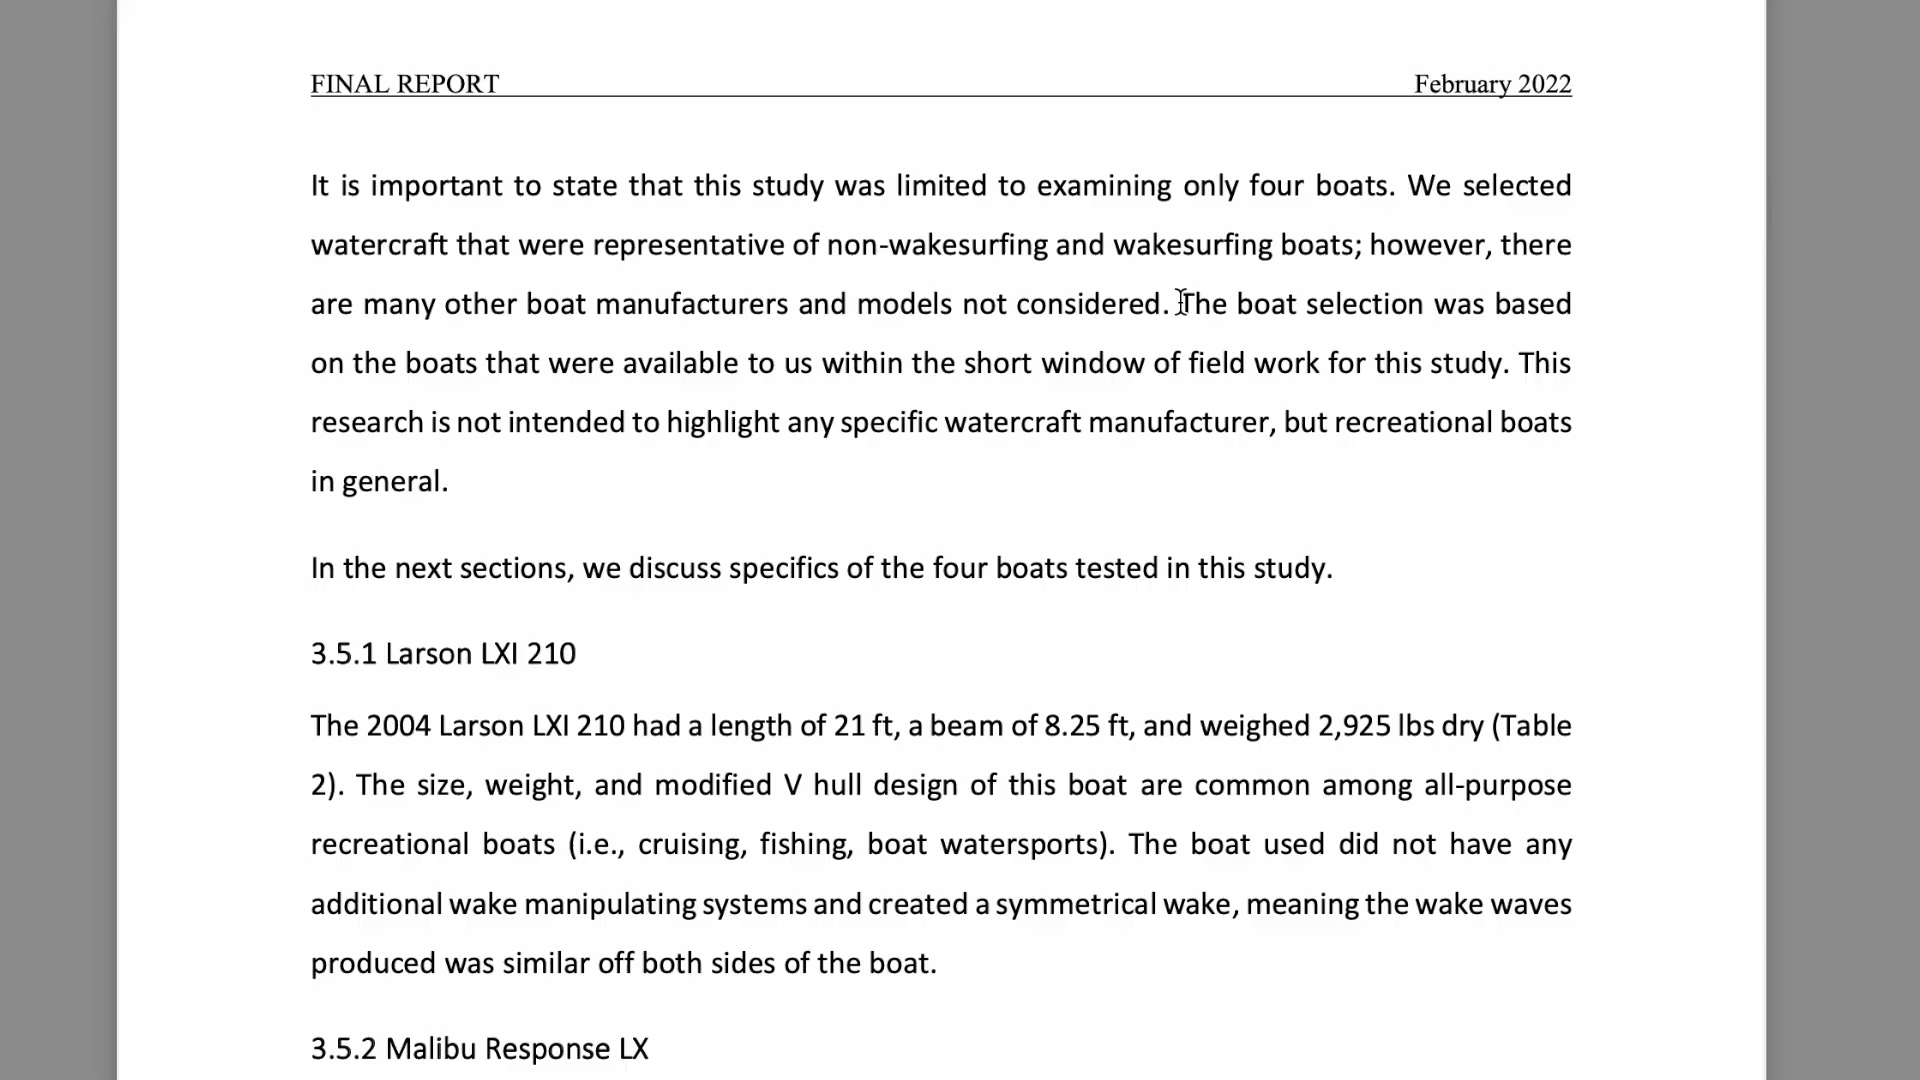 FINAL REPORT February 2022
It is important to state that this study was limited to examining only four boats. We selected
watercraft that were representative of non-wakesurfing and wakesurfing boats; however, there
are many other boat manufacturers and models not considered. The boat selection was based
on the boats that were available to us within the short window of field work for this study. This
research is not intended to highlight any specific watercraft manufacturer, but recreational boats
in general.
In the next sections, we discuss specifics of the four boats tested in this study.
3.5.1 Larson LXI 210
The 2004 Larson LXI 210 had a length of 21 ft, a beam of 8.25 ft, and weighed 2,925 lbs dry (Table
2). The size, weight, and modified V hull design of this boat are common among all-purpose
recreational boats (i.e., cruising, fishing, boat watersports). The boat used did not have any
additional wake manipulating systems and created a symmetrical wake, meaning the wake waves
produced was similar off both sides of the boat.
3.5.2 Malibu Response LX